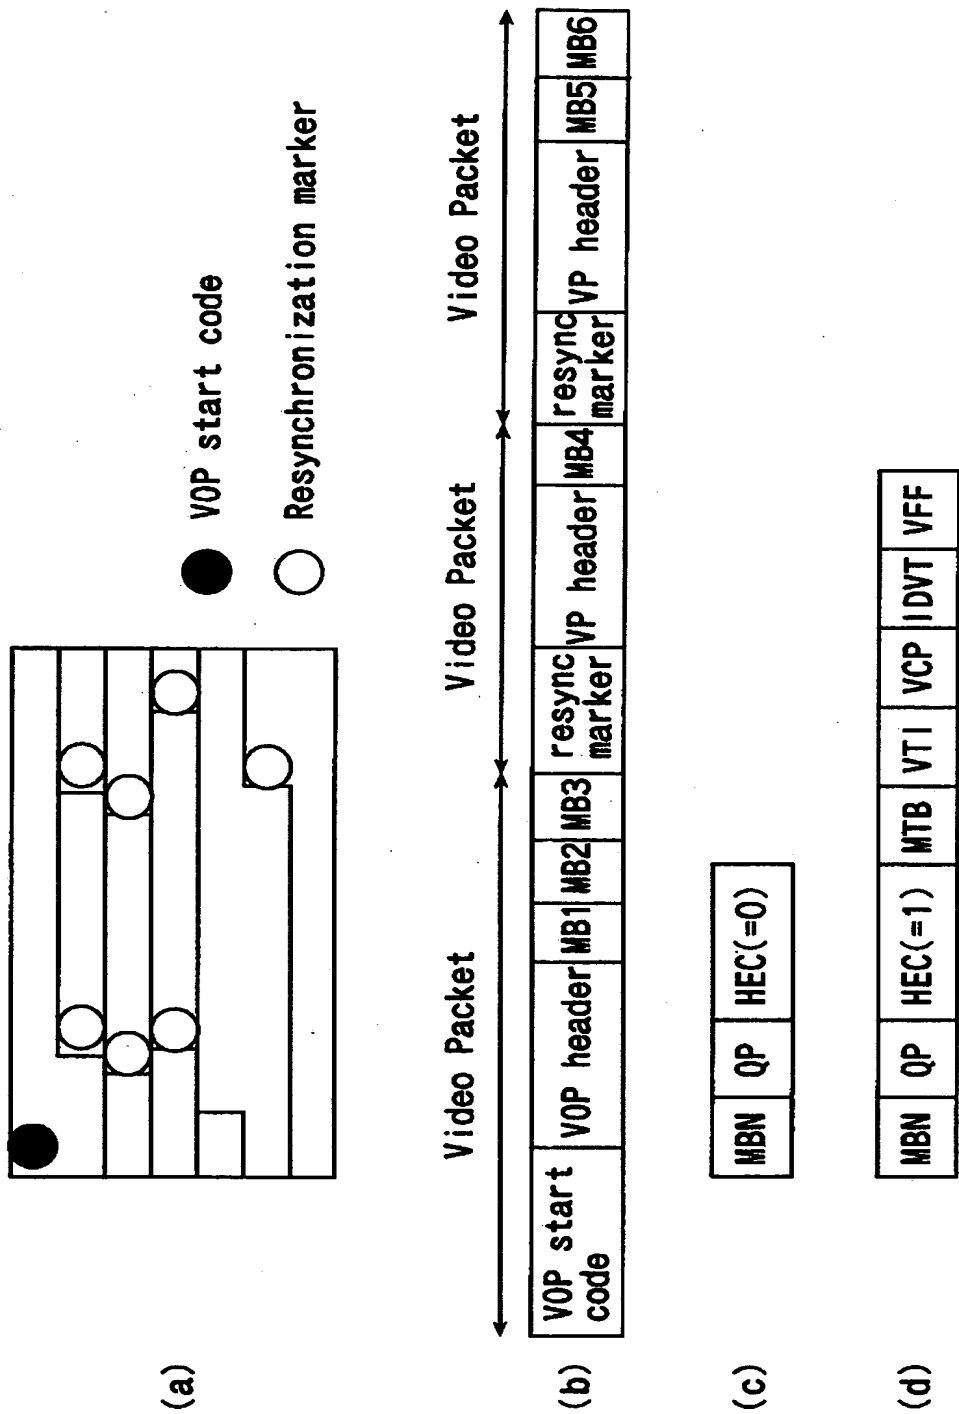 (a)
VOP start code
Resynchronization marker
(b)
Video Packet
Video Packet
Video Packet
VOP start
code
VOP header
MB1
MB2
MB3
resync
marker
VP header
MB4
resync
marker
VP header
MB5
MB6
(c)
MBN
QP
HEC(=0)
(d)
MBN
QP
HEC(=1)
MTB
VTI
VCP
IDVT
VFF